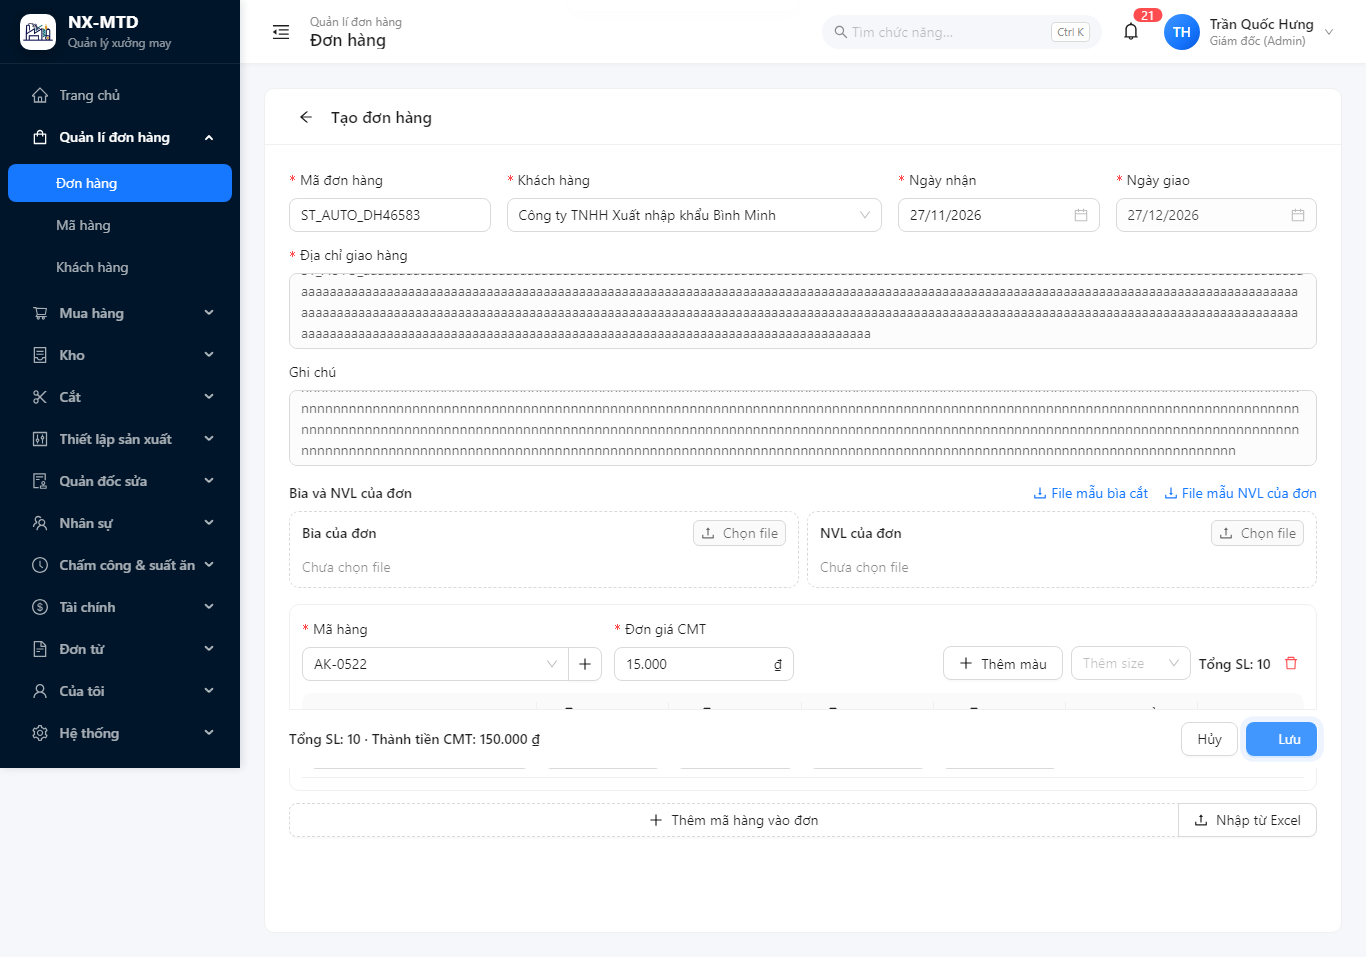 NX-MTD
Quản lý xưởng may
Trang chủ
Quản lí đơn hàng
Đơn hàng
Mã hàng
Khách hàng
Mua hàng
Kho
Cắt
Thiết lập sản xuất
Quản đốc sửa
Nhân sự
Chấm công & suất ăn
Tài chính
Đơn từ
Của tôi
Hệ thống
Quản lí đơn hàng
Đơn hàng
Tìm chức năng...
Ctrl K
21
TH
Trần Quốc Hưng
Giám đốc (Admin)
Tạo đơn hàng
* Mã đơn hàng
* Khách hàng
* Ngày nhận
* Ngày giao
ST_AUTO_DH46583
Công ty TNHH Xuất nhập khẩu Bình Minh
27/11/2026
27/12/2026
* Địa chỉ giao hàng
Ghi chú
Bìa và NVL của đơn
File mẫu bìa cắt
File mẫu NVL của đơn
Bìa của đơn
Chọn file
Chưa chọn file
NVL của đơn
Chọn file
Chưa chọn file
* Mã hàng
* Đơn giá CMT
AK-0522
15.000
₫
Thêm màu
Thêm size
Tổng SL: 10
Tổng SL: 10 · Thành tiền CMT: 150.000 ₫
Hủy
Lưu
Thêm mã hàng vào đơn
Nhập từ Excel